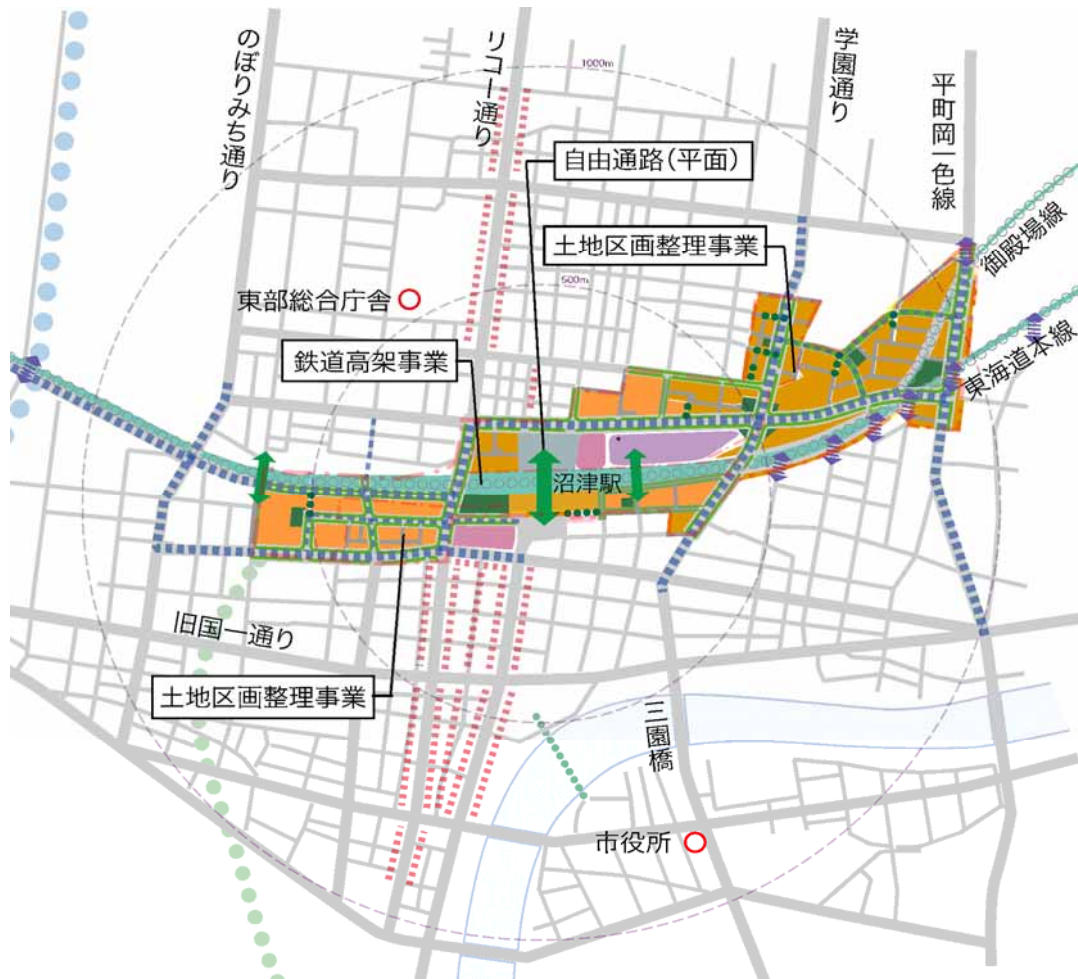 のぼりみち通り
リコー通り
学園通り
平町岡一色線
1000m
自由通路(平面)
土地区画整理事業
御殿場線
東部総合庁舎
500m
鉄道高架事業
東海道本線
沼津駅
旧国一通り
土地区画整理事業
三園橋
市役所